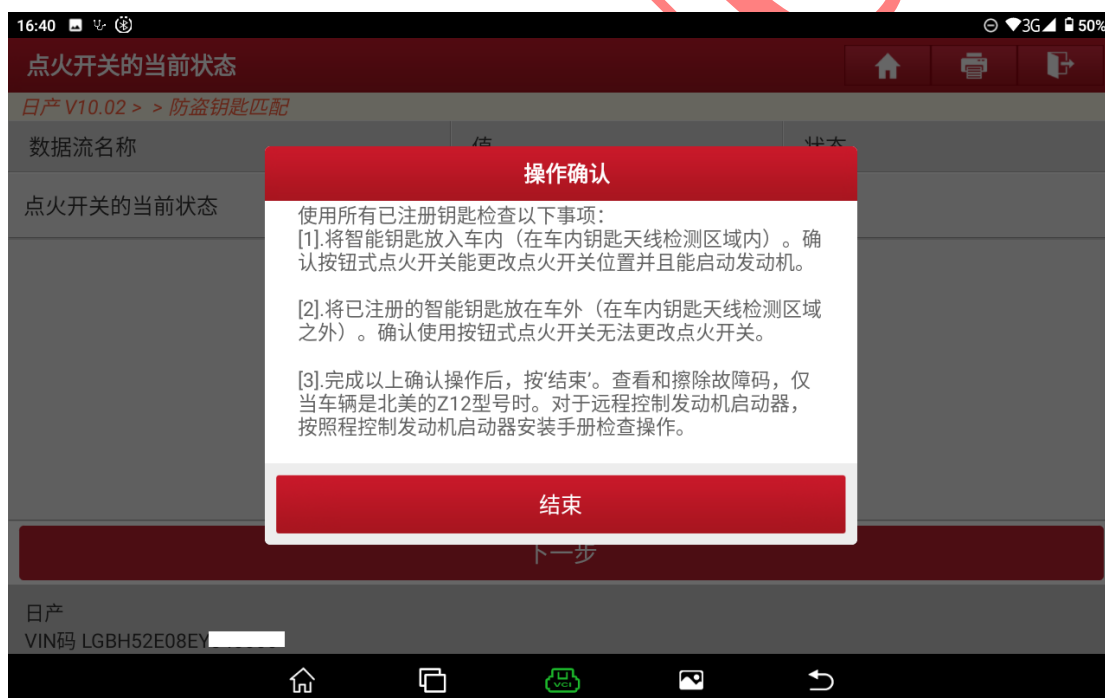 16:40
3G 50%
点火开关的当前状态
日产 V10.02 > > 防盗钥匙匹配
数据流名称 值 状态
点火开关的当前状态
操作确认
使用所有已注册钥匙检查以下事项：
[1].将智能钥匙放入车内（在车内钥匙天线检测区域内）。确
认按钮式点火开关能更改点火开关位置并且能启动发动机。
[2].将已注册的智能钥匙放在车外（在车内钥匙天线检测区域
之外）。确认使用按钮式点火开关无法更改点火开关。
[3].完成以上确认操作后，按‘结束’。查看和擦除故障码，仅
当车辆是北美的Z12型号时。对于远程控制发动机启动器，
按照程控制发动机启动器安装手册检查操作。
结束
下一步
日产
VIN码 LGBH52E08EY
VCI